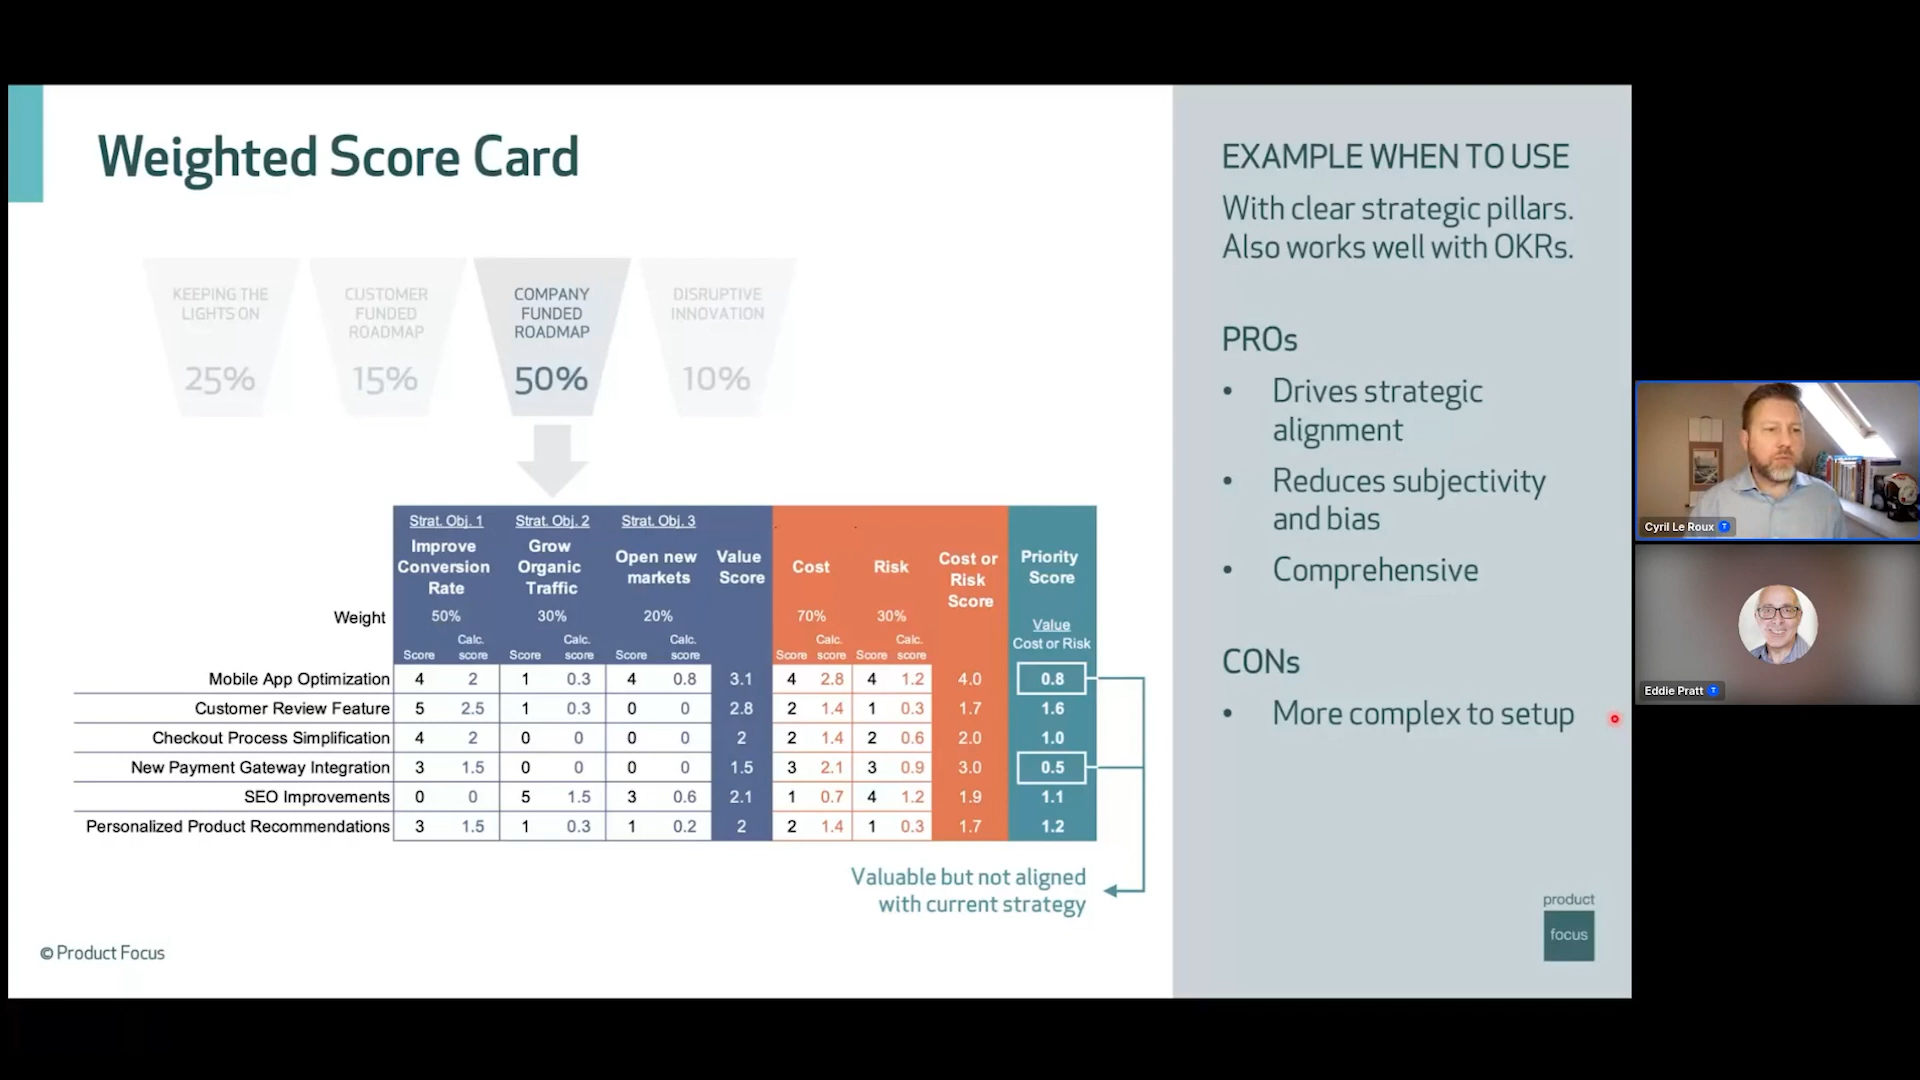 Weighted Score Card
KEEPING THE
LIGHTS ON
25%
CUSTOMER
FUNDED
ROADMAP
15%
COMPANY
FUNDED
ROADMAP
50%
DISRUPTIVE
INNOVATION
10%
Strat. Obj. 1 Strat. Obj. 2 Strat. Obj. 3
Improve
Conversion
Rate
Grow
Organic
Traffic
Open new
markets
Value
Score
Cost
Risk
Cost or
Risk
Score
Priority
Score
Weight 50% 30% 20% 70% 30%
Value
Cost or Risk
Score Calc. score Score Calc. score Score Calc. score Score Calc. score Score Calc. score
Mobile App Optimization 4 2 1 0.3 4 0.8 3.1 4 2.8 4 1.2 4.0 0.8
Customer Review Feature 5 2.5 1 0.3 0 0 2.8 2 1.4 1 0.3 1.7 1.6
Checkout Process Simplification 4 2 0 0 0 0 2 2 1.4 2 0.6 2.0 1.0
New Payment Gateway Integration 3 1.5 0 0 0 0 1.5 3 2.1 3 0.9 3.0 0.5
SEO Improvements 0 0 5 1.5 3 0.6 2.1 1 0.7 4 1.2 1.9 1.1
Personalized Product Recommendations 3 1.5 1 0.3 1 0.2 2 2 1.4 1 0.3 1.7 1.2
Valuable but not aligned
with current strategy
© Product Focus
EXAMPLE WHEN TO USE
With clear strategic pillars.
Also works well with OKRs.
PROs
• Drives strategic
alignment
• Reduces subjectivity
and bias
• Comprehensive
CONs
• More complex to setup
product
focus
Cyril Le Roux T
Eddie Pratt T